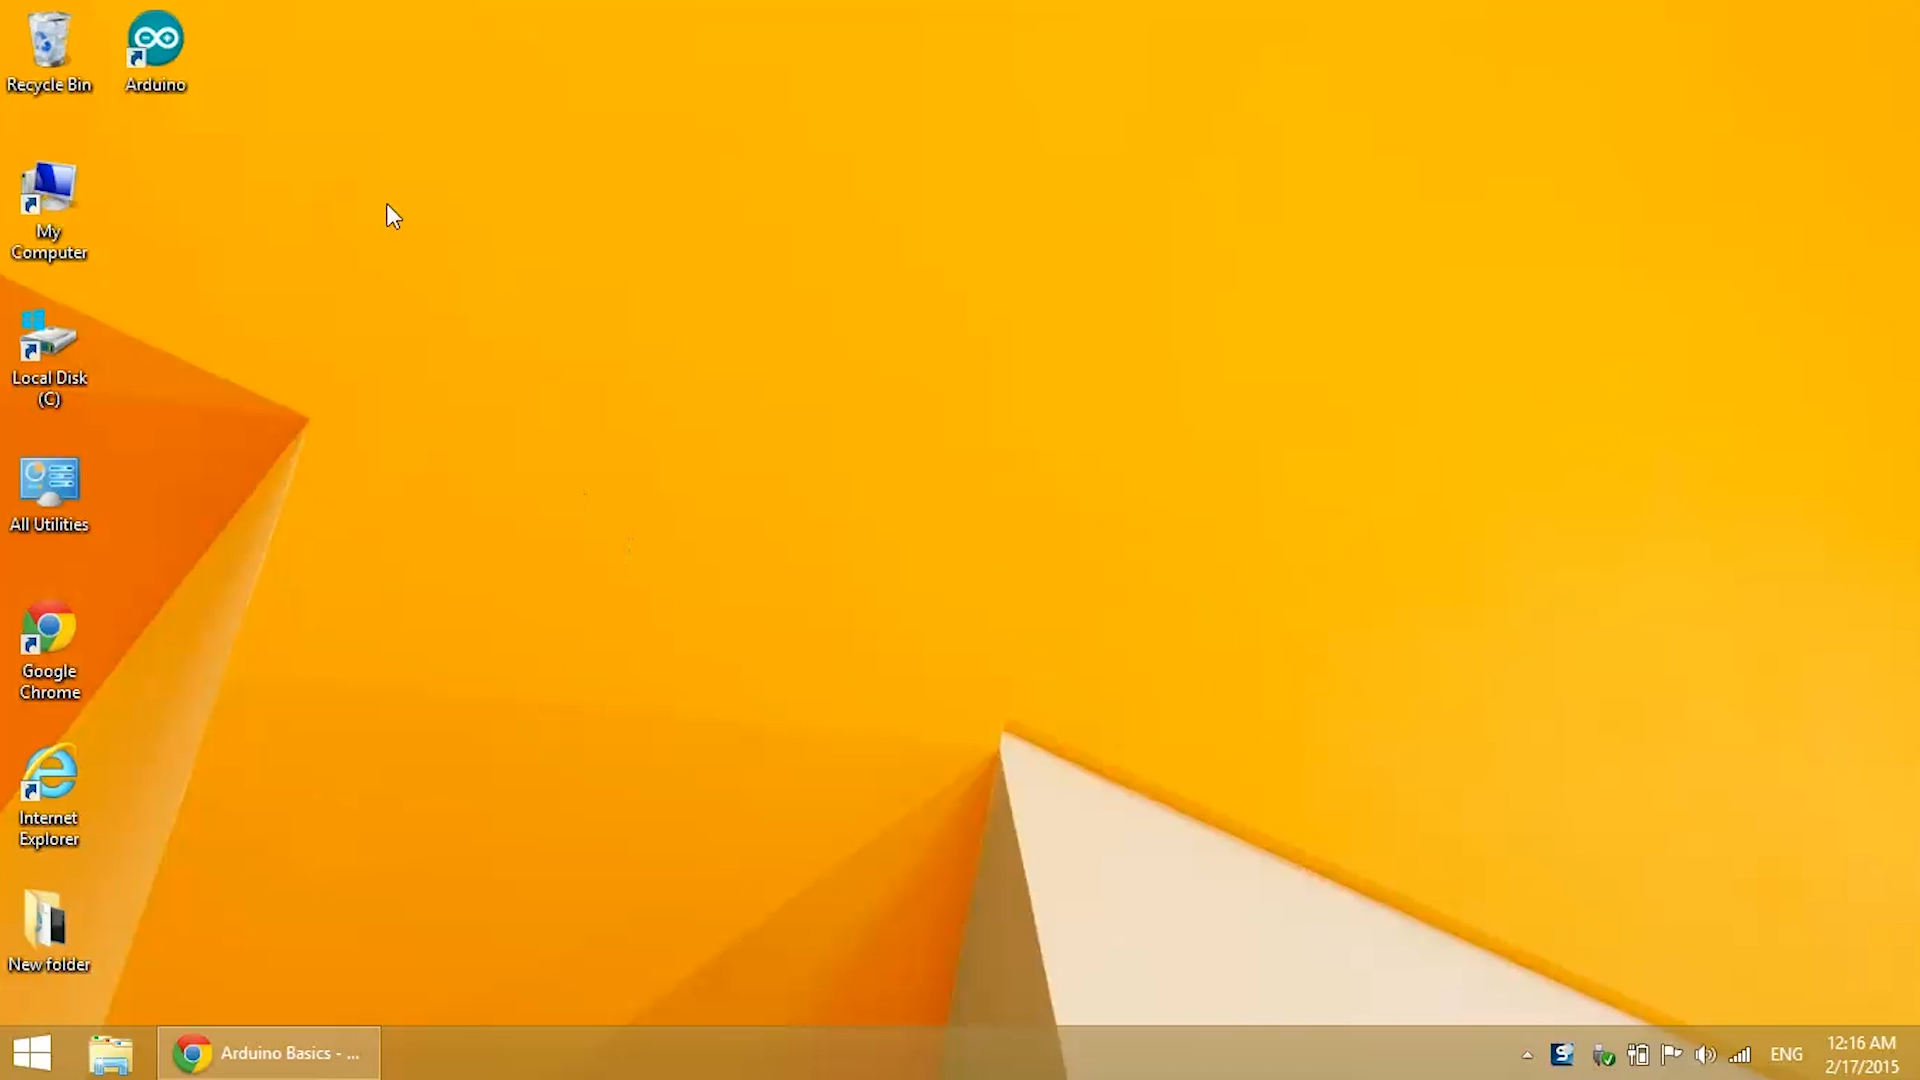 Recycle Bin
Arduino
My
Computer
Local Disk
(C)
All Utilities
Google
Chrome
Internet
Explorer
New folder
Arduino Basics - ...
ENG
12:16 AM
2/17/2015